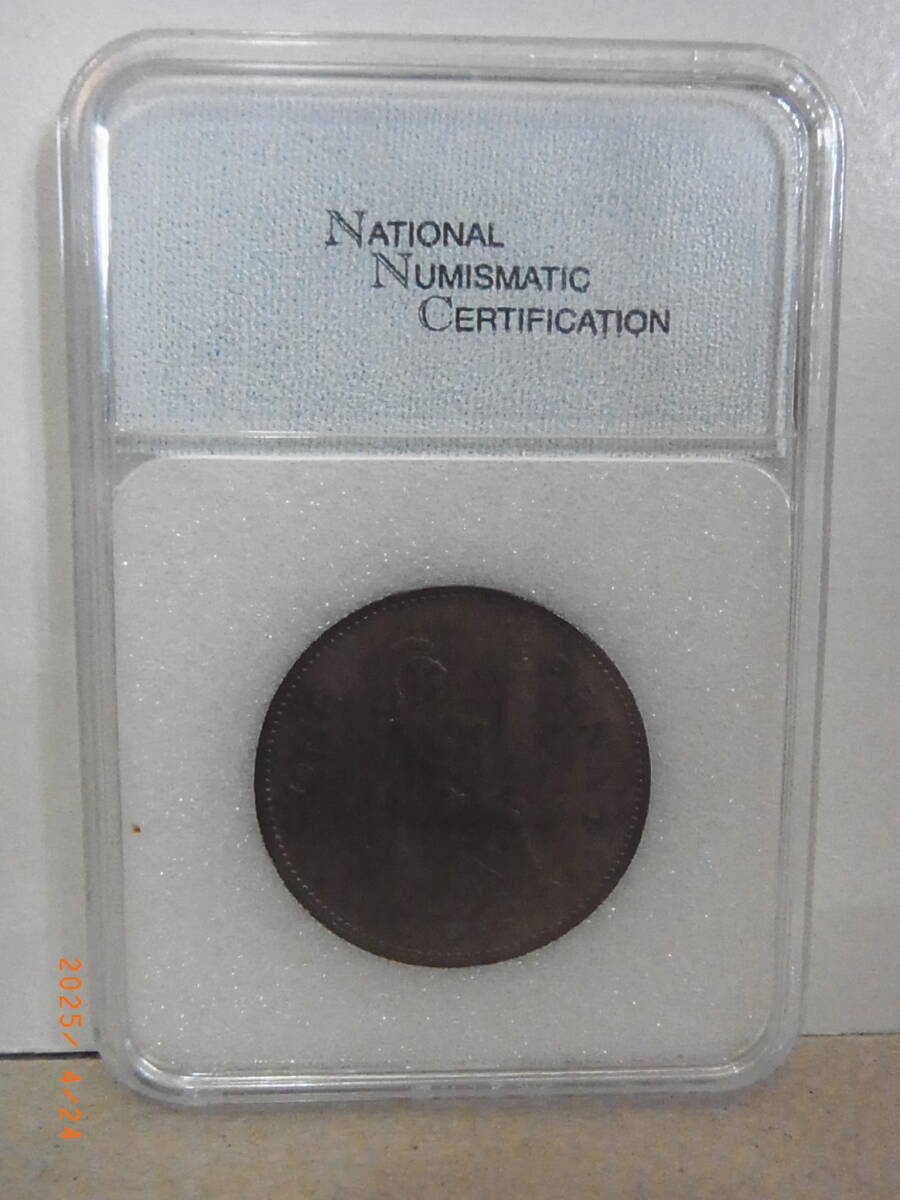 NATIONAL
NUMISMATIC
CERTIFICATION
2025/ 4/24